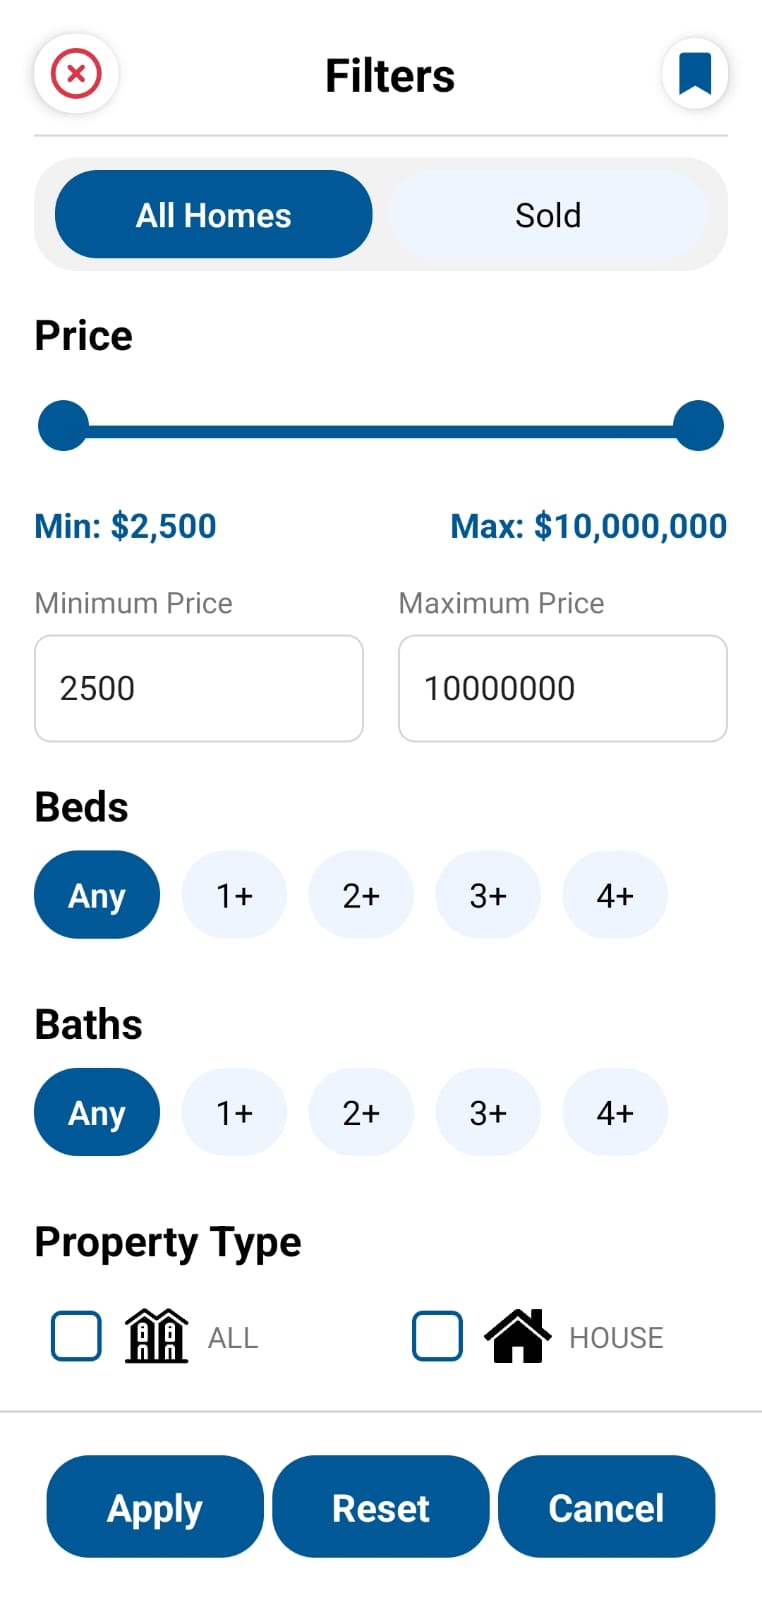 Filters
All Homes
Sold
Price
Min: $2,500
Max: $10,000,000
Minimum Price
Maximum Price
2500
10000000
Beds
Any
1+
2+
3+
4+
Baths
Any
1+
2+
3+
4+
Property Type
ALL
HOUSE
Apply
Reset
Cancel